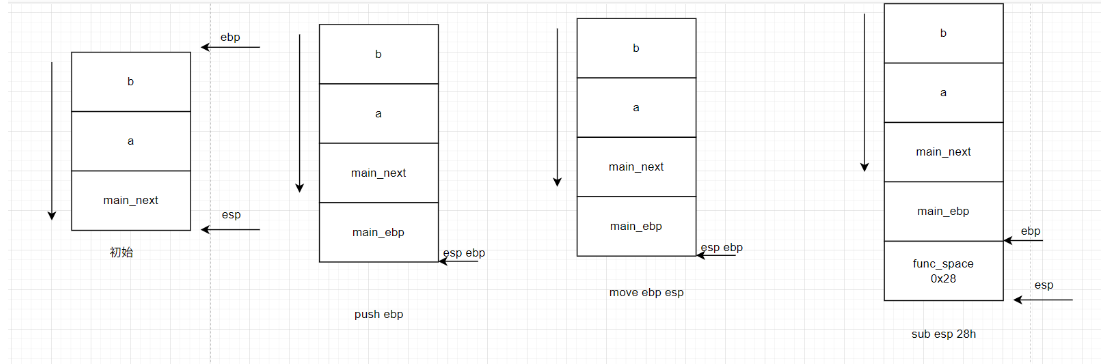 ebp
b
a
main_next
esp
初始
b
a
main_next
main_ebp
esp ebp
push ebp
b
a
main_next
main_ebp
esp ebp
move ebp esp
b
a
main_next
main_ebp
ebp
func_space
0x28
esp
sub esp 28h